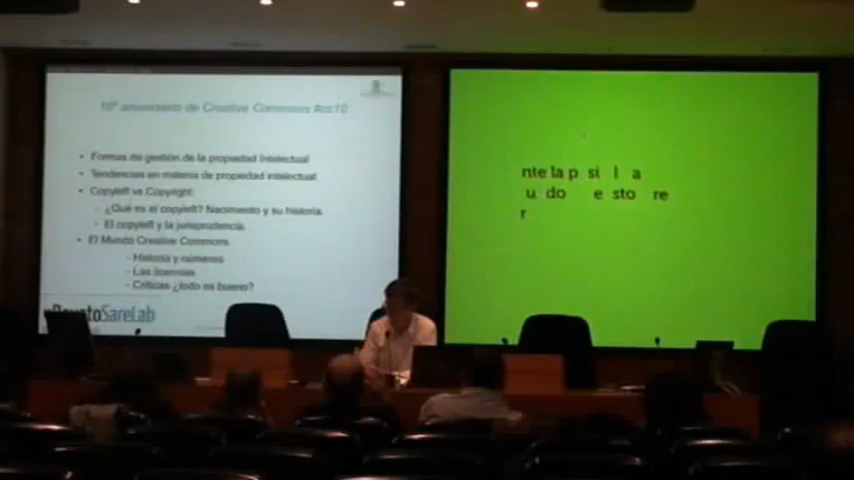 10º aniversario de Creative Commons #cc10
• Formas de gestión de la propiedad Intelectual
• Tendencias en materia de propiedad intelectual
• Copyleft vs Copyright:
- ¿Qué es el copyleft? Nacimiento y su historia.
- El copyleft y la jurisprudencia
• El Mundo Creative Commons
- Historia y números
- Las licencias
- Críticas ¿todo es bueno?
DeustoSareLab
nte la p si l a
u do e sto re
r